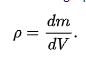 ρ = dm/dV.